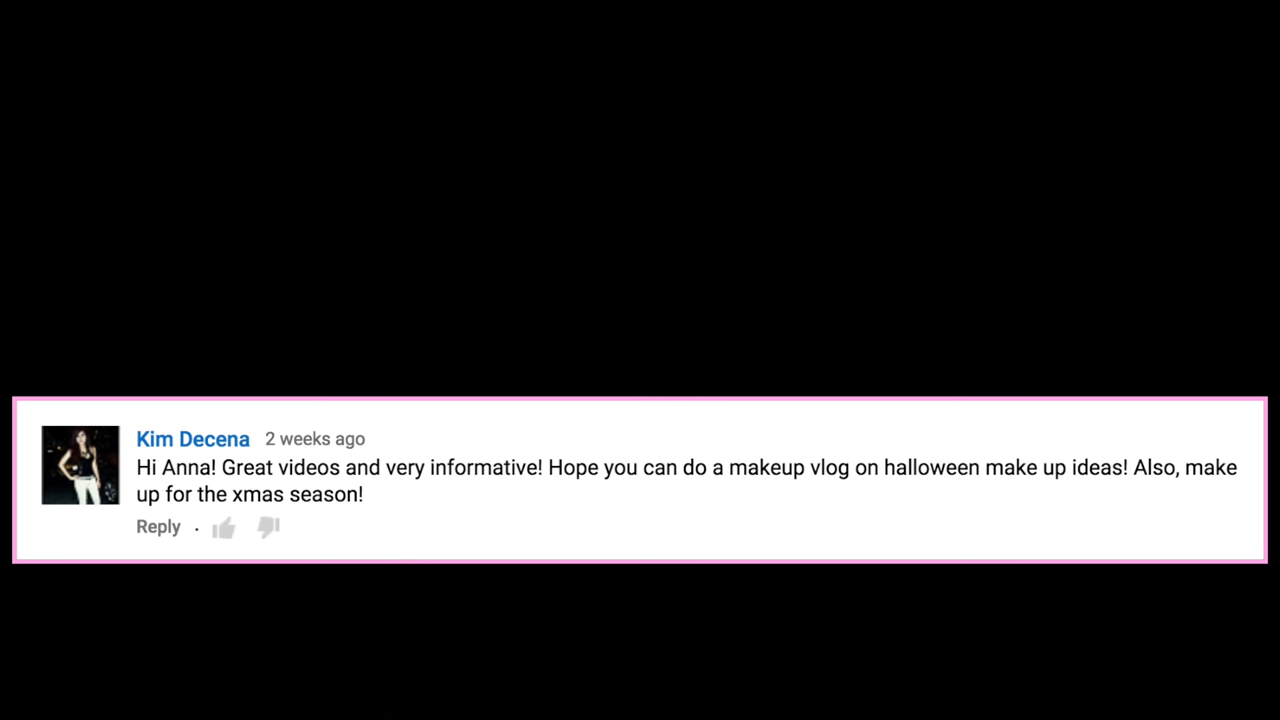 Kim Decena 2 weeks ago
Hi Anna! Great videos and very informative! Hope you can do a makeup vlog on halloween make up ideas! Also, make
up for the xmas season!
Reply ·